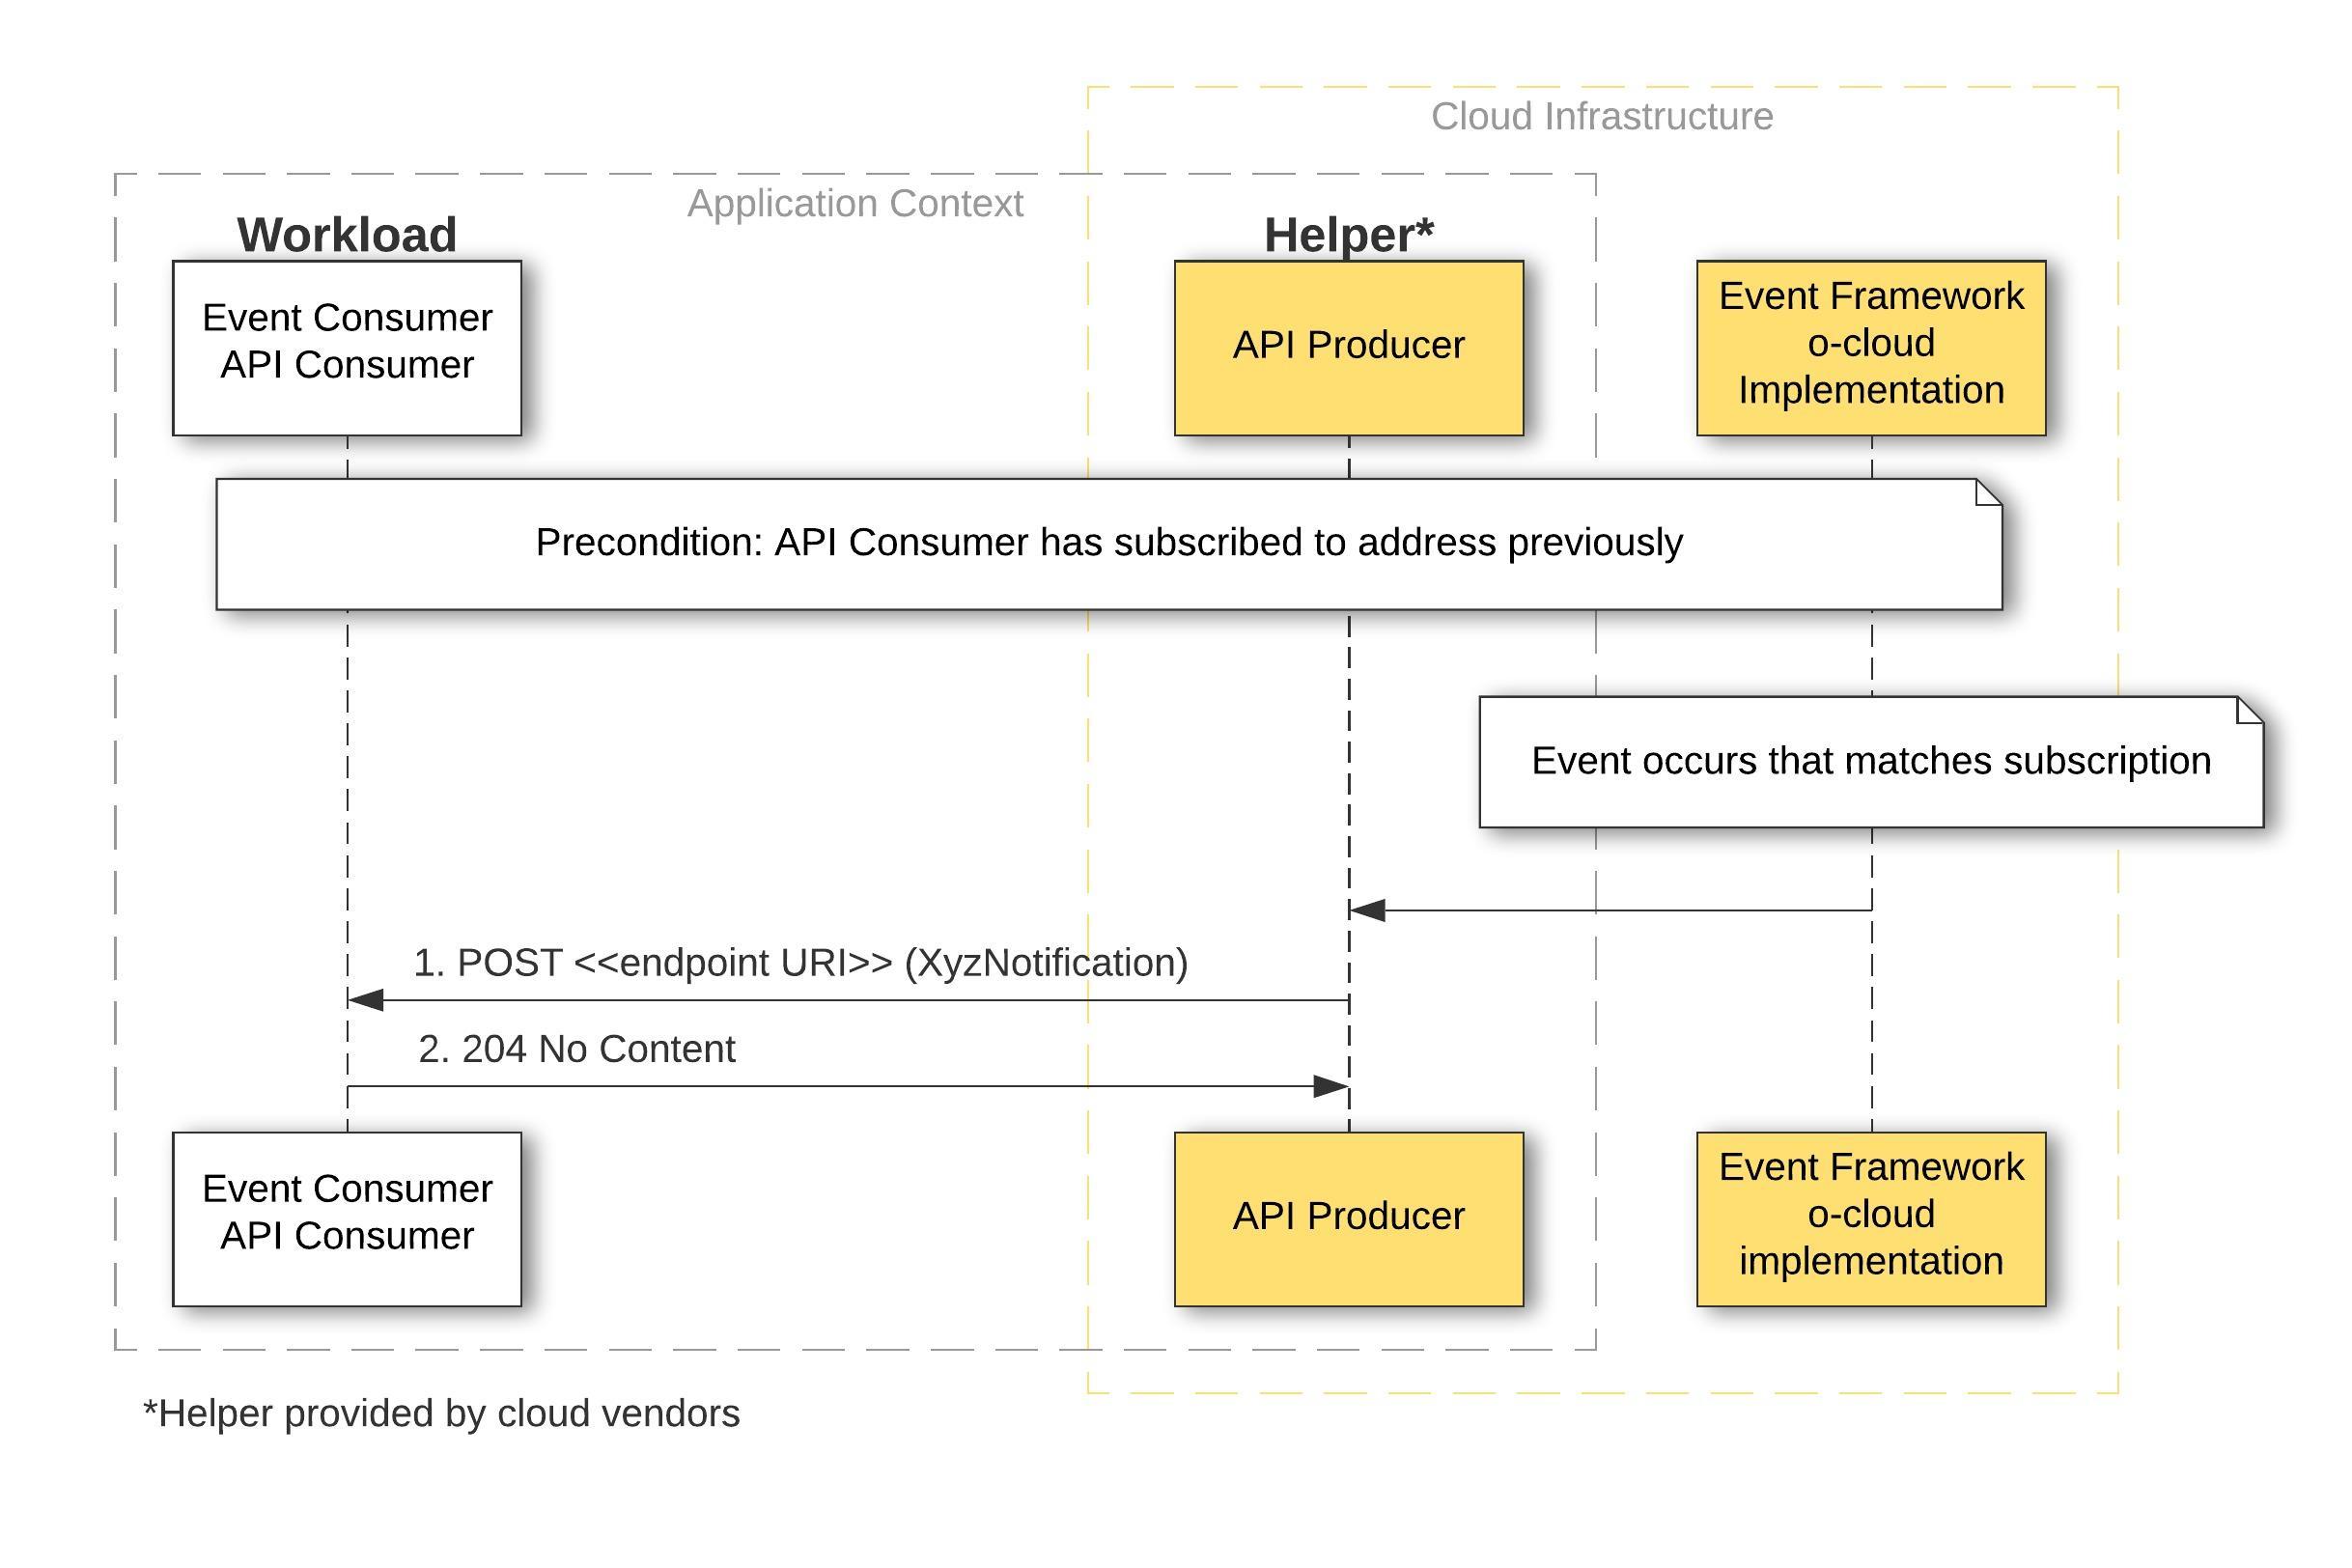 Cloud Infrastructure
Application Context
Workload
Helper*
Event Consumer
API Consumer
API Producer
Event Framework
o-cloud
Implementation
Precondition: API Consumer has subscribed to address previously
Event occurs that matches subscription
1. POST <<endpoint URI>> (XyzNotification)
2. 204 No Content
Event Consumer
API Consumer
API Producer
Event Framework
o-cloud
implementation
*Helper provided by cloud vendors